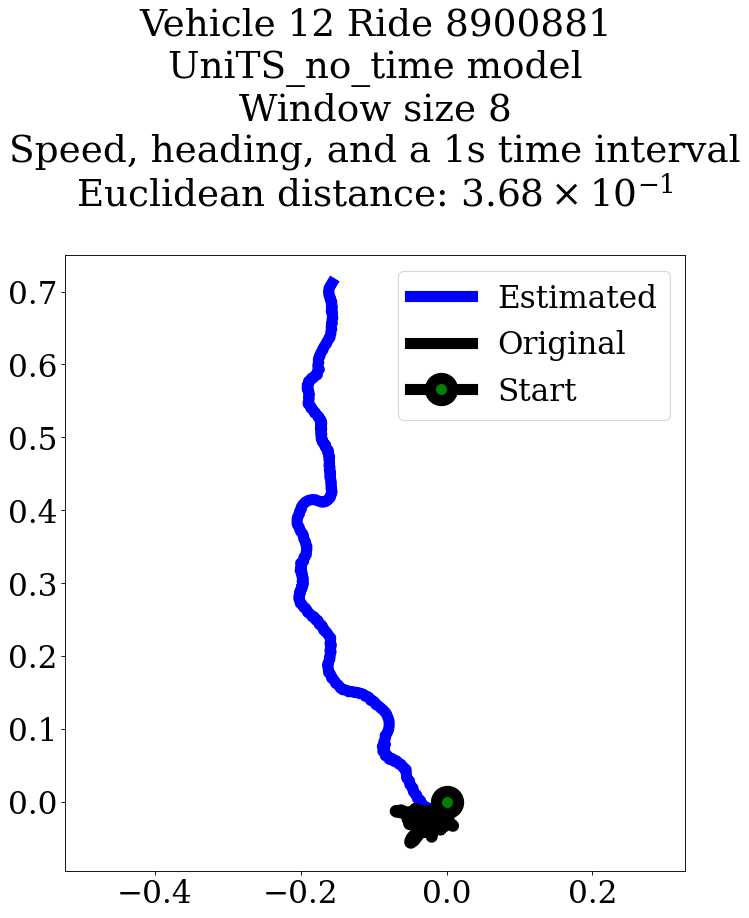 Vehicle 12 Ride 8900881
UniTS_no_time model
Window size 8
Speed, heading, and a 1s time interval
Euclidean distance: 3.68 × 10⁻¹
Estimated
Original
Start
0.7
0.6
0.5
0.4
0.3
0.2
0.1
0.0
−0.4
−0.2
0.0
0.2